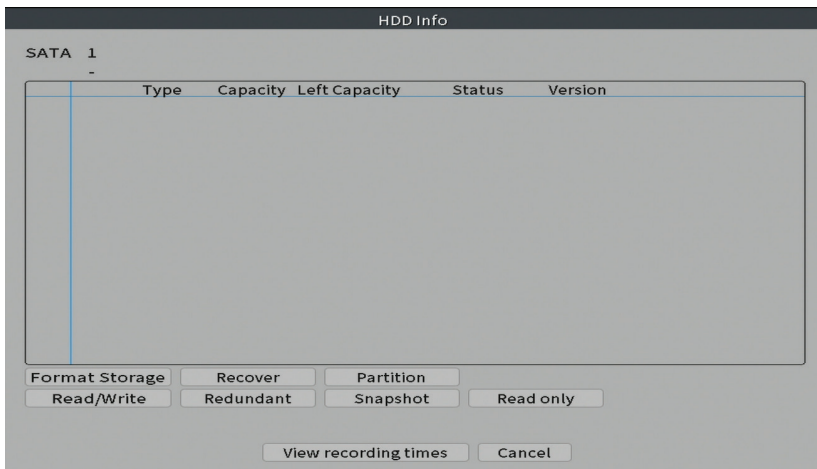 HDD Info
SATA 1
-
Type Capacity Left Capacity Status Version
Format Storage Recover Partition
Read/Write Redundant Snapshot Read only
View recording times Cancel